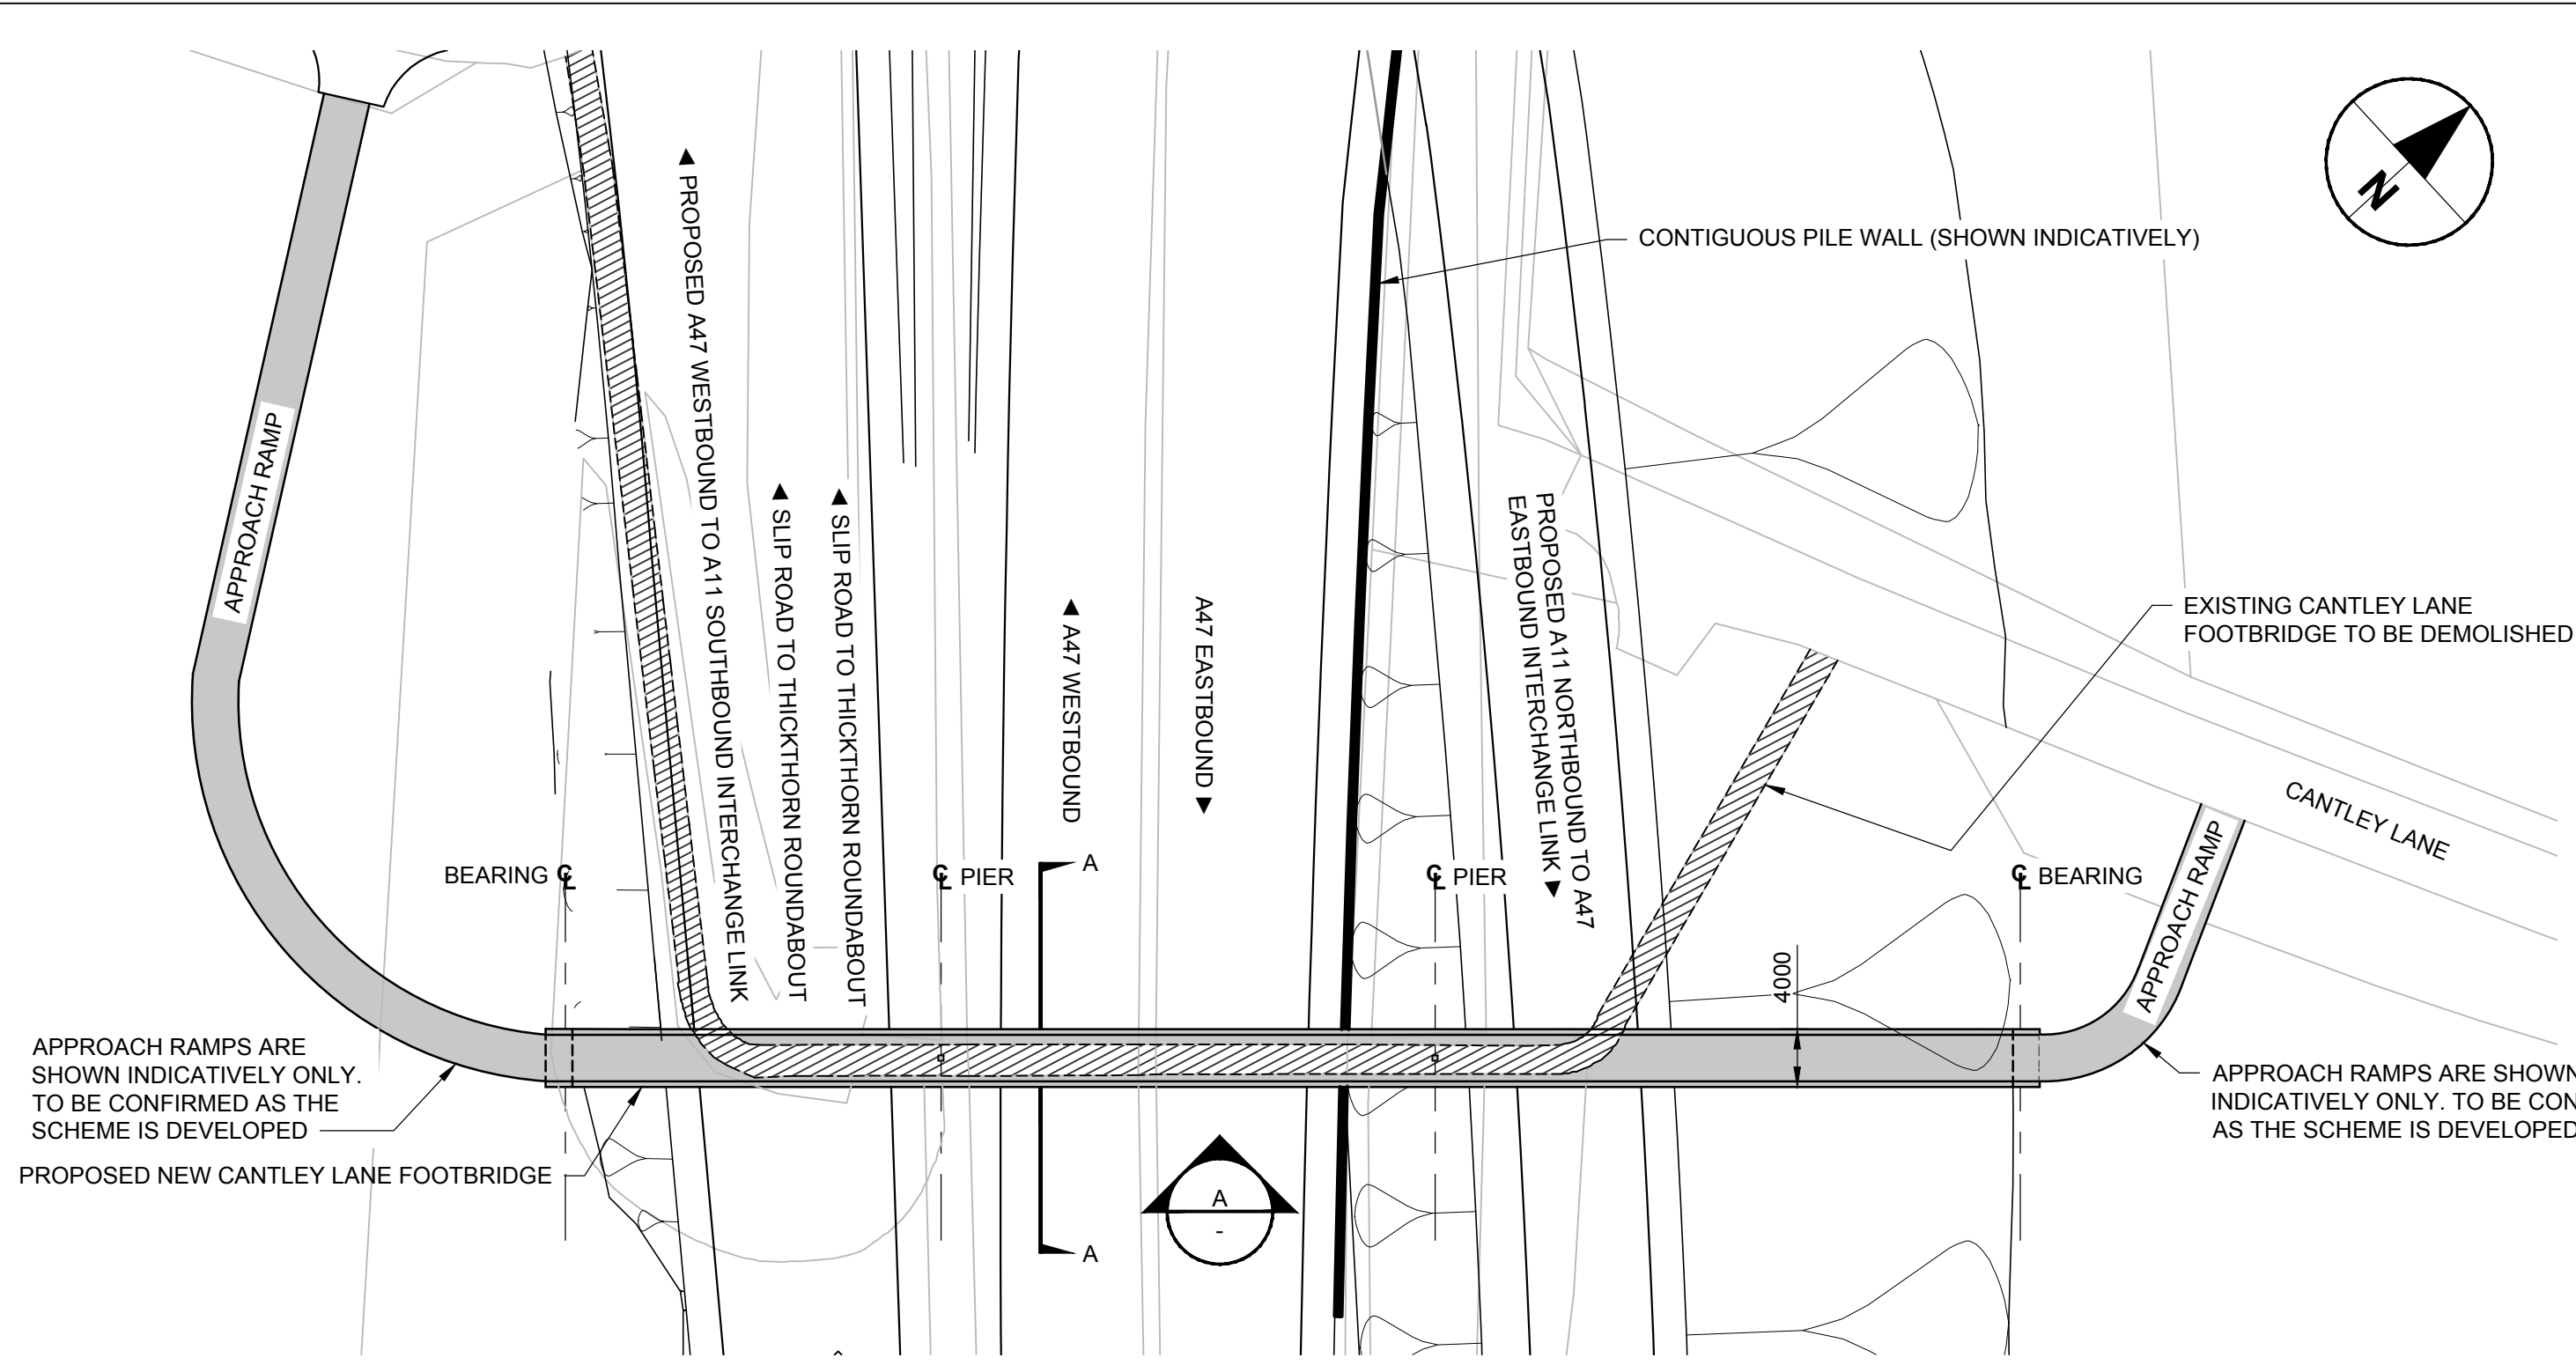 N
CONTIGUOUS PILE WALL (SHOWN INDICATIVELY)
APPROACH RAMP
PROPOSED A47 WESTBOUND TO A11 SOUTHBOUND INTERCHANGE LINK
SLIP ROAD TO THICKTHORN ROUNDABOUT
SLIP ROAD TO THICKTHORN ROUNDABOUT
A47 WESTBOUND
A47 EASTBOUND
PROPOSED A11 NORTHBOUND TO A47
EASTBOUND INTERCHANGE LINK
EXISTING CANTLEY LANE
FOOTBRIDGE TO BE DEMOLISHED
CANTLEY LANE
APPROACH RAMP
BEARING ℄
℄ PIER
A
℄ PIER
℄ BEARING
4000
APPROACH RAMPS ARE
SHOWN INDICATIVELY ONLY.
TO BE CONFIRMED AS THE
SCHEME IS DEVELOPED
PROPOSED NEW CANTLEY LANE FOOTBRIDGE
A
-
A
APPROACH RAMPS ARE SHOWN
INDICATIVELY ONLY. TO BE CON
AS THE SCHEME IS DEVELOPED